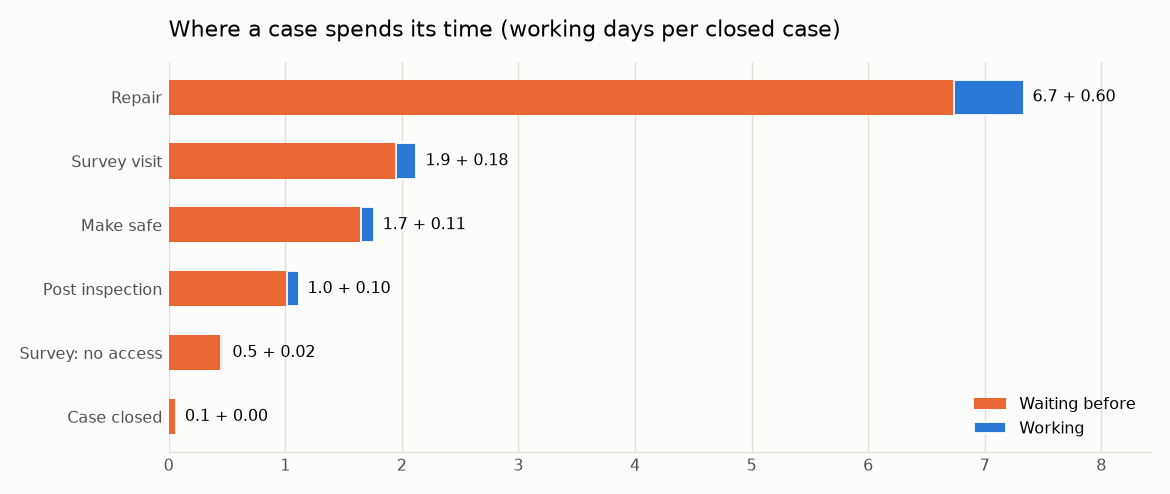 Where a case spends its time (working days per closed case)
Repair
6.7 + 0.60
Survey visit
1.9 + 0.18
Make safe
1.7 + 0.11
Post inspection
1.0 + 0.10
Survey: no access
0.5 + 0.02
Case closed
0.1 + 0.00
Waiting before
Working
0 1 2 3 4 5 6 7 8